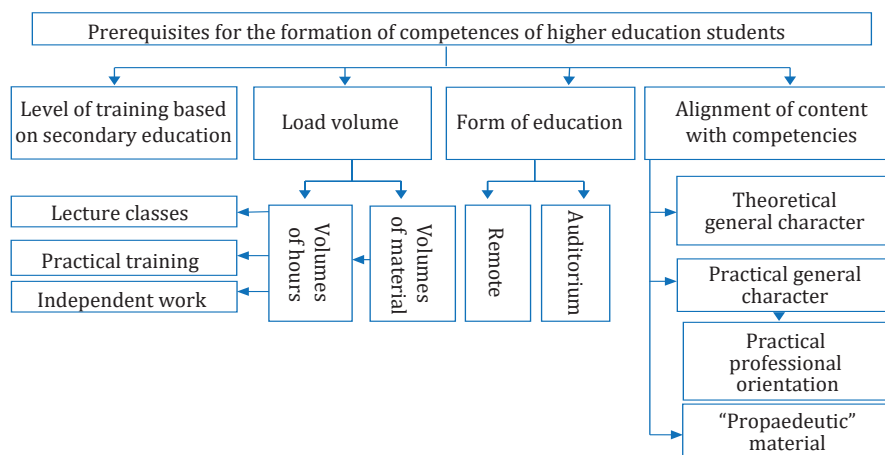 Prerequisites for the formation of competences of higher education students
Level of training based
on secondary education
Load volume
Form of education
Alignment of content
with competencies
Lecture classes
Practical training
Independent work
Volumes
of hours
Volumes
of material
Remote
Auditorium
Theoretical
general character
Practical general
character
Practical
professional
orientation
“Propaedeutic”
material